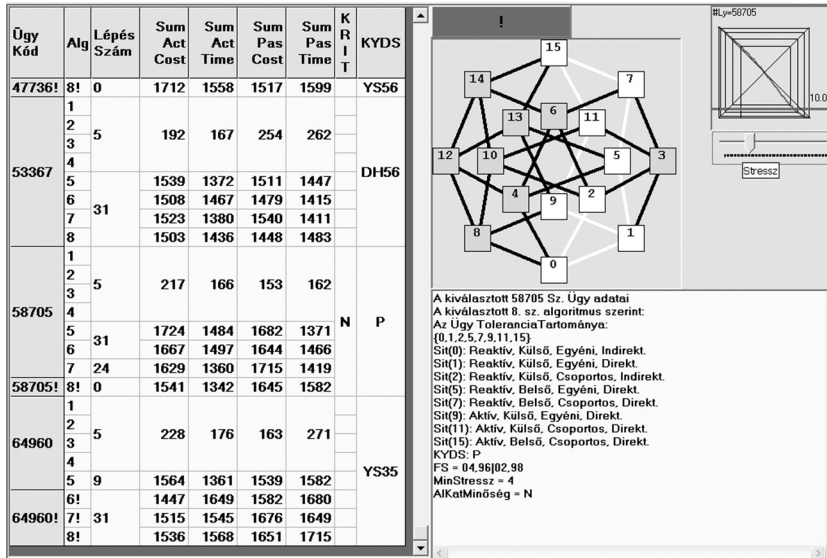 Ügy Kód Alg Lépés Szám Sum Act Cost Sum Act Time Sum Pas Cost Sum Pas Time KRIT KYDS
47736! 8! 0 1712 1558 1517 1599 YS56
53367 DH56
1
2
3
4
5 192 167 254 262
5 1539 1372 1511 1447
6 1508 1467 1479 1415
31
7 1523 1380 1540 1411
8 1503 1436 1448 1483
58705 N P
1
2
3
4
5 217 166 153 162
5 1724 1484 1682 1371
31
6 1667 1497 1644 1466
7 24 1629 1360 1715 1419
58705! 8! 0 1541 1342 1645 1582
64960 YS35
1
2
3
4
5 228 176 163 271
5 9 1564 1361 1539 1582
6! 1447 1649 1582 1680
64960! 7! 31 1515 1545 1676 1649
8! 1536 1568 1651 1715
!
15
14
7
6
13
11
12
10
5
3
4
9
2
8
1
0
#Ly=58705
10.0
Stressz
A kiválasztott 58705 Sz. Ügy adatai
A kiválasztott 8. sz. algoritmus szerint:
Az Ügy ToleranciaTartománya:
{0,1,2,5,7,9,11,15}
Sit(0): Reaktív, Külső, Egyéni, Indirekt.
Sit(1): Reaktív, Külső, Egyéni, Direkt.
Sit(2): Reaktív, Külső, Csoportos, Indirekt.
Sit(5): Reaktív, Belső, Egyéni, Direkt.
Sit(7): Reaktív, Belső, Csoportos, Direkt.
Sit(9): Aktív, Külső, Egyéni, Direkt.
Sit(11): Aktív, Külső, Csoportos, Direkt.
Sit(15): Aktív, Belső, Csoportos, Direkt.
KYDS: P
FS = 04,96|02,98
MinStressz = 4
AlKatMinőség = N